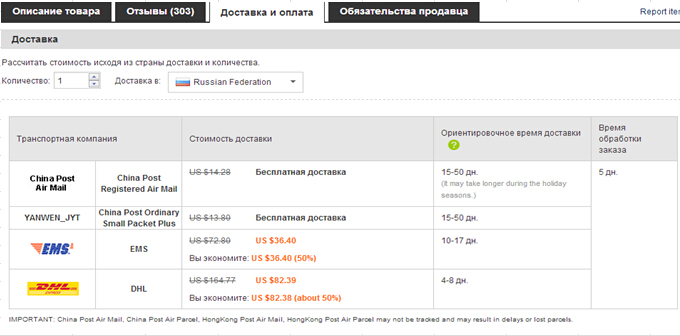 Описание товара Отзывы (303) Доставка и оплата Обязательства продавца Report iter
Доставка
Рассчитать стоимость исходя из страны доставки и количества.
Количество: 1 Доставка в: Russian Federation
Транспортная компания Стоимость доставки Ориентировочное время доставки ? Время обработки заказа
China Post Air Mail China Post Registered Air Mail US $14.28 Бесплатная доставка 15-50 дн. 5 дн.
(It may take longer during the holiday seasons.)
YANWEN_JYT China Post Ordinary Small Packet Plus US $13.80 Бесплатная доставка 15-50 дн.
EMS EMS US $72.80 US $36.40 10-17 дн.
Вы экономите: US $36.40 (50%)
DHL EXPRESS DHL US $164.77 US $82.39 4-8 дн.
Вы экономите: US $82.38 (about 50%)
IMPORTANT: China Post Air Mail, China Post Air Parcel, HongKong Post Air Mail, HongKong Post Air Parcel may not be tracked and may result in delays or lost parcels.